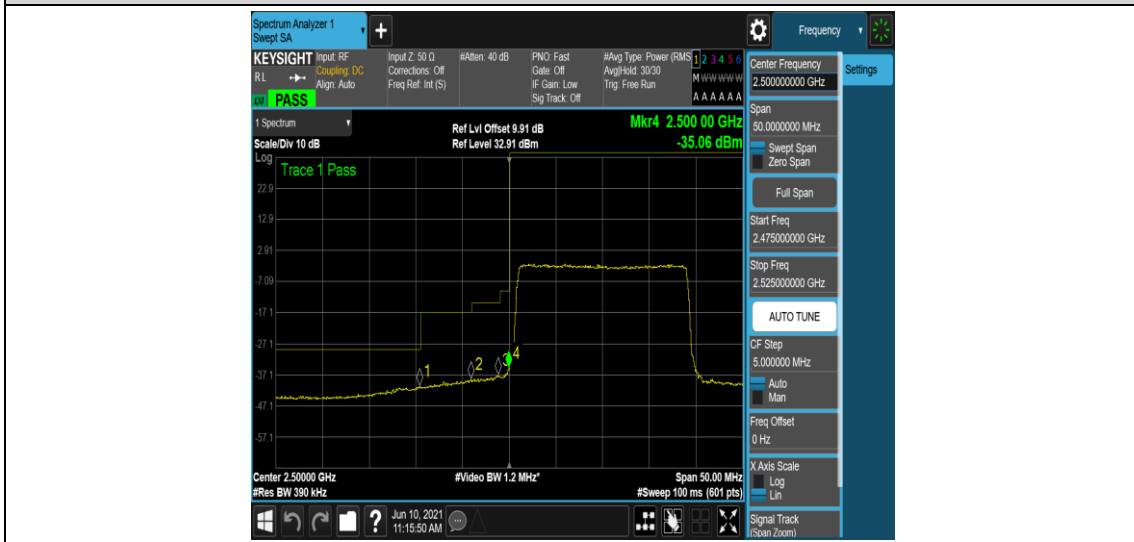 Spectrum Analyzer 1
Swept SA
+
Frequency
KEYSIGHT
RL
LXI
PASS
Input: RF
Coupling: DC
Align: Auto
Input Z: 50 Ω
Corrections: Off
Freq Ref: Int (S)
#Atten: 40 dB
PNO: Fast
Gate: Off
IF Gain: Low
Sig Track: Off
#Avg Type: Power (RMS
Avg|Hold: 30/30
Trig: Free Run
1 2 3 4 5 6
M W W W W W
A A A A A A
1 Spectrum
Scale/Div 10 dB
Ref Lvl Offset 9.91 dB
Ref Level 32.91 dBm
Mkr4 2.500 00 GHz
-35.06 dBm
Log
Trace 1 Pass
22.9
12.9
2.91
-7.09
-17.1
-27.1
-37.1
-47.1
-57.1
1
2
3
4
Center 2.50000 GHz
#Res BW 390 kHz
#Video BW 1.2 MHz*
Span 50.00 MHz
#Sweep 100 ms (601 pts)
Center Frequency
2.500000000 GHz
Settings
Span
50.0000000 MHz
Swept Span
Zero Span
Full Span
Start Freq
2.475000000 GHz
Stop Freq
2.525000000 GHz
AUTO TUNE
CF Step
5.000000 MHz
Auto
Man
Freq Offset
0 Hz
X Axis Scale
Log
Lin
Signal Track
(Span Zoom)
?
Jun 10, 2021
11:15:50 AM